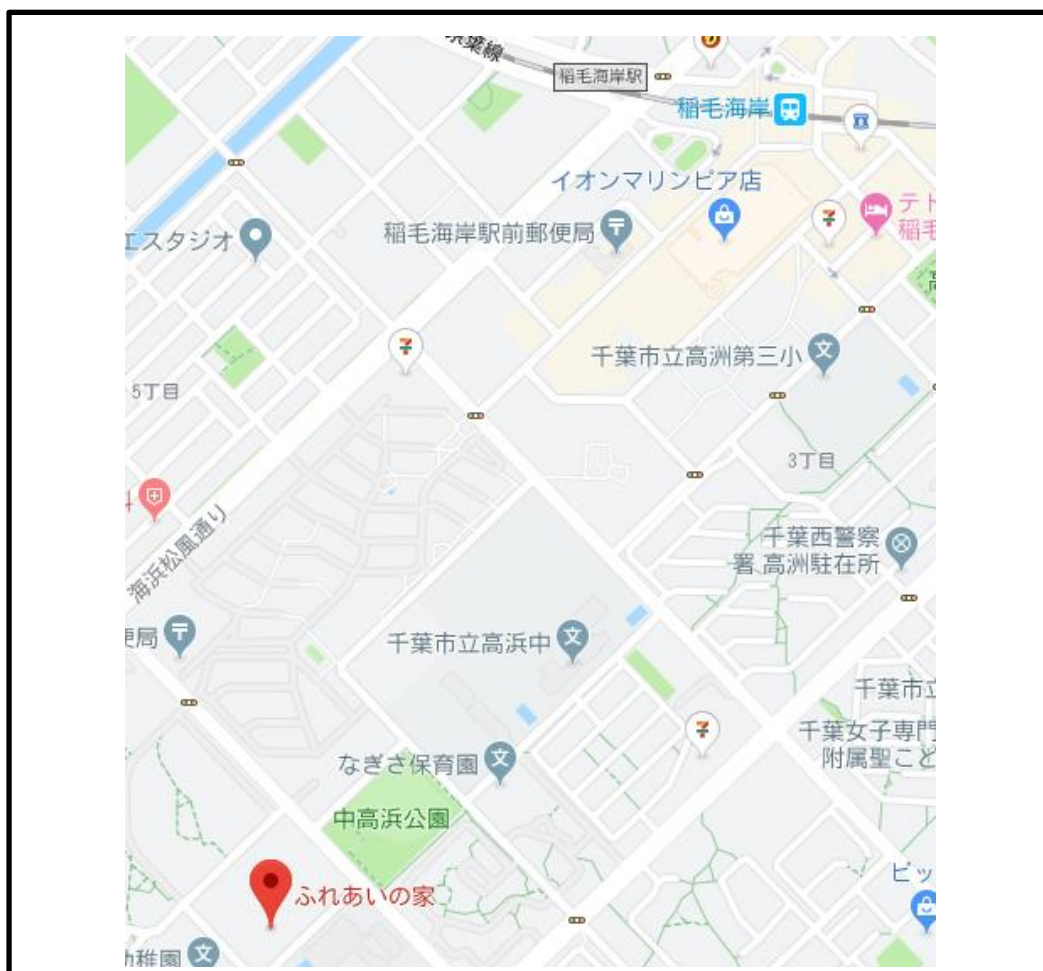 京葉線
稲毛海岸駅
稲毛海岸
イオンマリンピア店
テト
稲毛
稲毛海岸駅前郵便局
エスタジオ
高
千葉市立高洲第三小
5丁目
3丁目
科
海浜松風通り
千葉西警察
署 高洲駐在所
便局
千葉市立高浜中
千葉市立
千葉女子専門
附属聖こど
なぎさ保育園
中高浜公園
ビッ
ふれあいの家
幼稚園